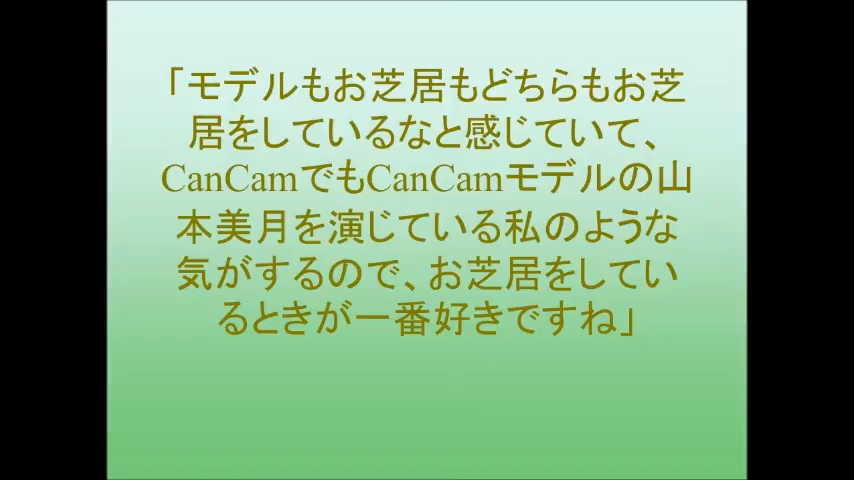 「モデルもお芝居もどちらもお芝
居をしているなと感じていて、
CanCamでもCanCamモデルの山
本美月を演じている私のような
気がするので、お芝居をしてい
るときが一番好きですね」